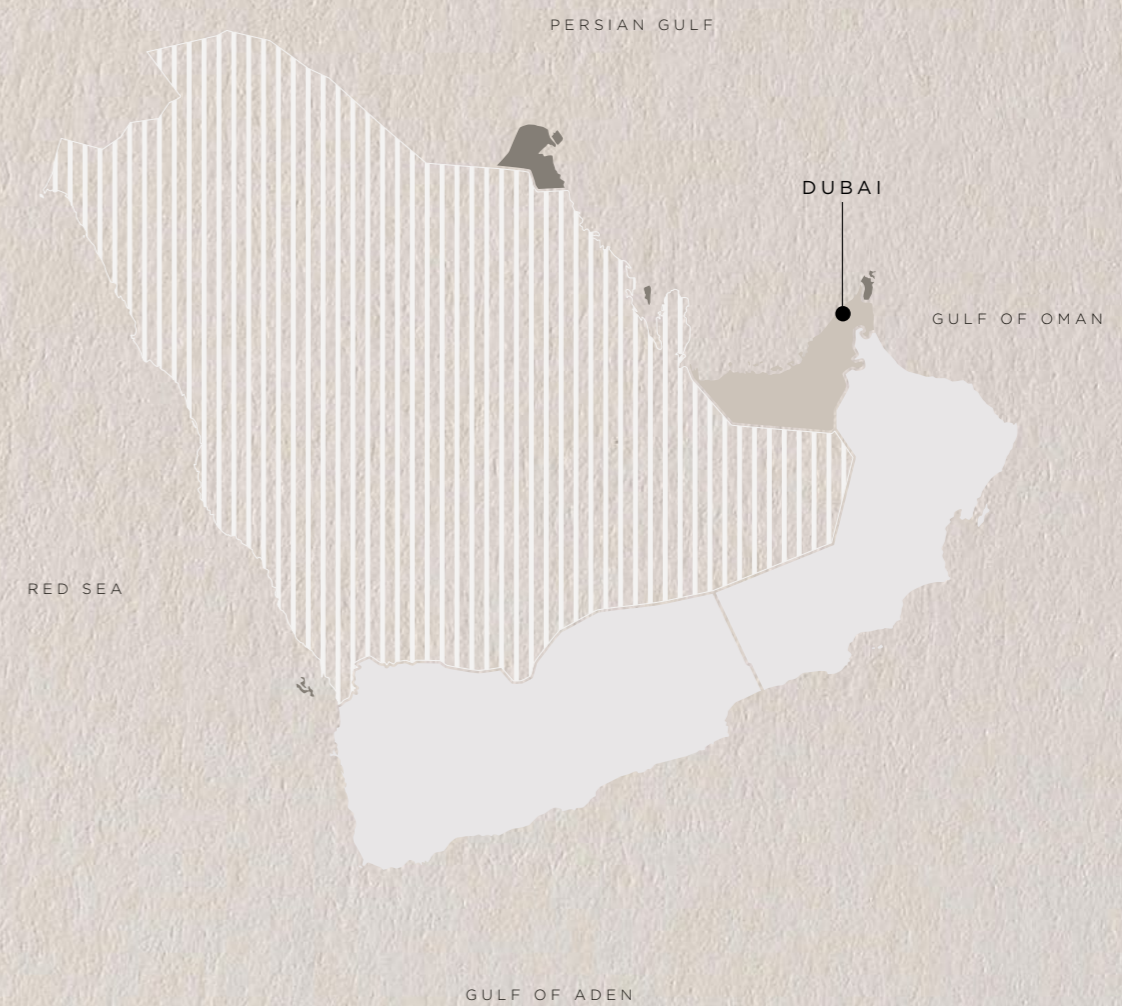 PERSIAN GULF
DUBAI
GULF OF OMAN
RED SEA
GULF OF ADEN